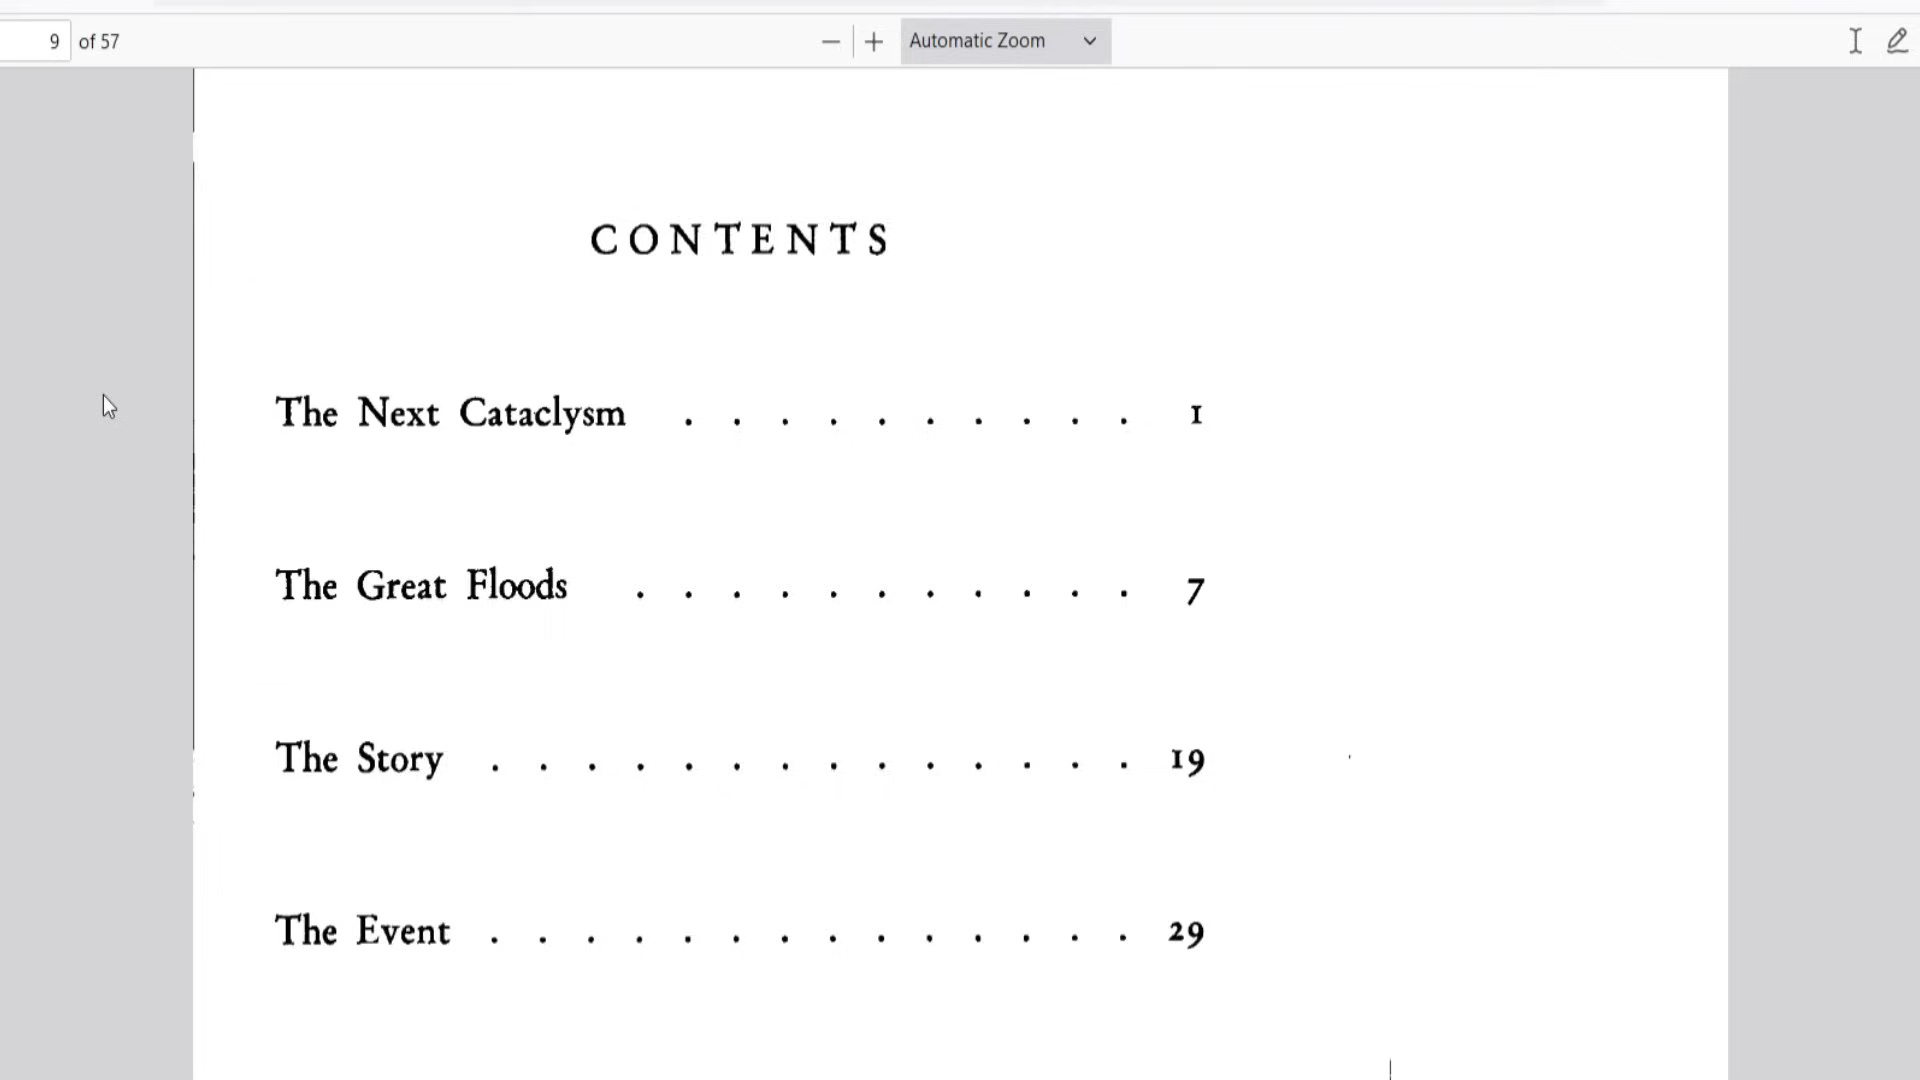 9 of 57
Automatic Zoom
CONTENTS
The Next Cataclysm . . . . . . . . . . 1
The Great Floods . . . . . . . . . . . 7
The Story . . . . . . . . . . . . . . 19
The Event . . . . . . . . . . . . . . 29